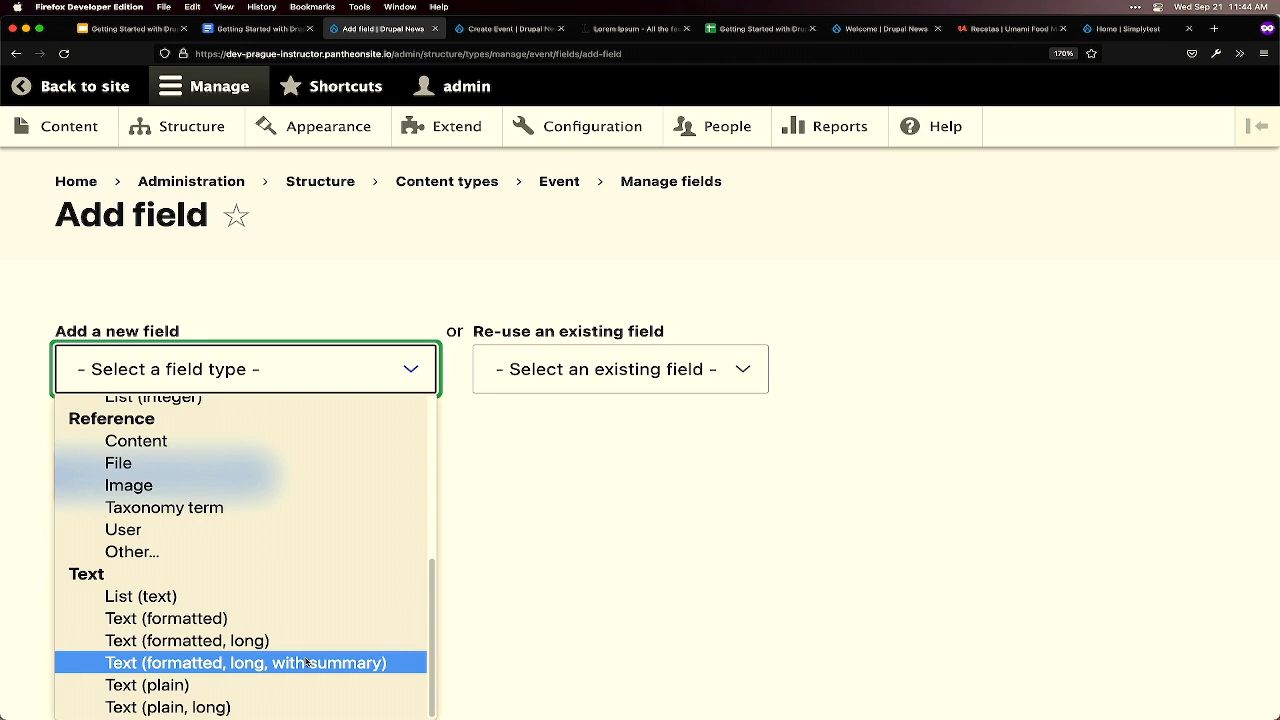 Firefox Developer Edition File Edit View History Bookmarks Tools Window Help Wed Sep 21 11:44 AM
Getting Started with Dru Getting Started with Dru Add field | Drupal News Create Event | Drupal Ne Lorem Ipsum - All the fac Getting Started with Dru Welcome | Drupal News Recetas | Umami Food M Home | Simplytest
https://dev-prague-instructor.pantheonsite.io/admin/structure/types/manage/event/fields/add-field 170%
Back to site Manage Shortcuts admin
Content Structure Appearance Extend Configuration People Reports Help
Home › Administration › Structure › Content types › Event › Manage fields
Add field
Add a new field or Re-use an existing field
- Select a field type - - Select an existing field -
List (integer)
Reference
Content
File
Image
Taxonomy term
User
Other...
Text
List (text)
Text (formatted)
Text (formatted, long)
Text (formatted, long, with summary)
Text (plain)
Text (plain, long)